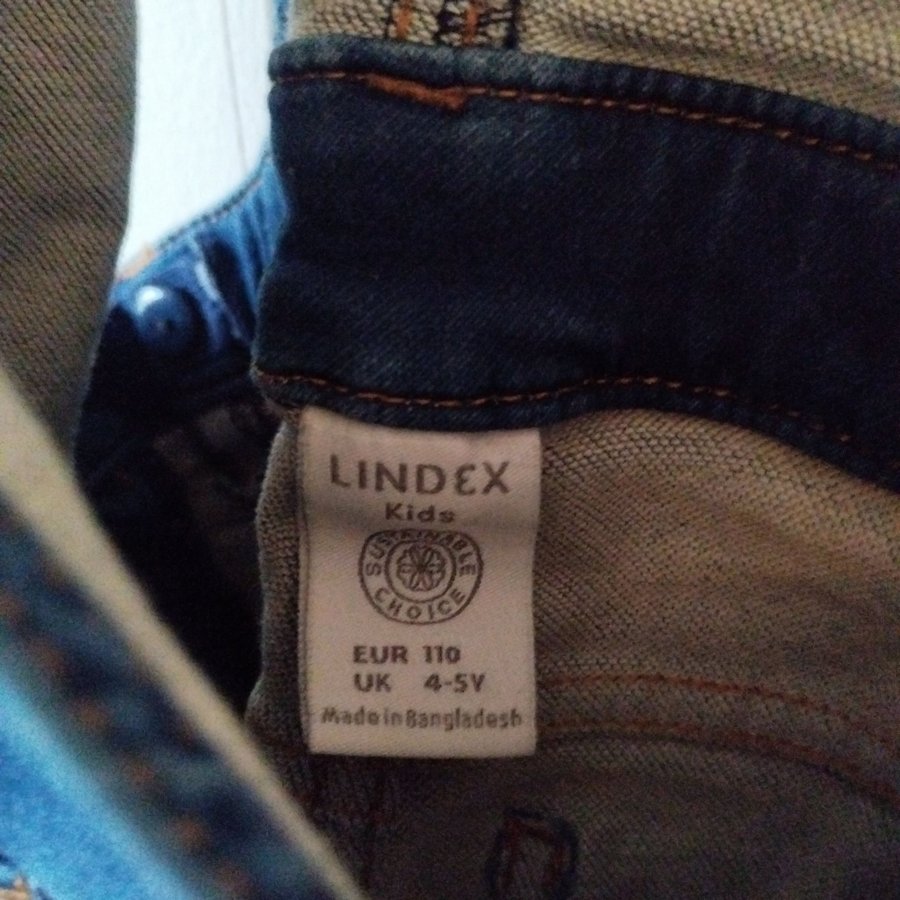 LINDEX
Kids
SUSTAINABLE
CHOICE
EUR 110
UK 4-5Y
Made in Bangladesh